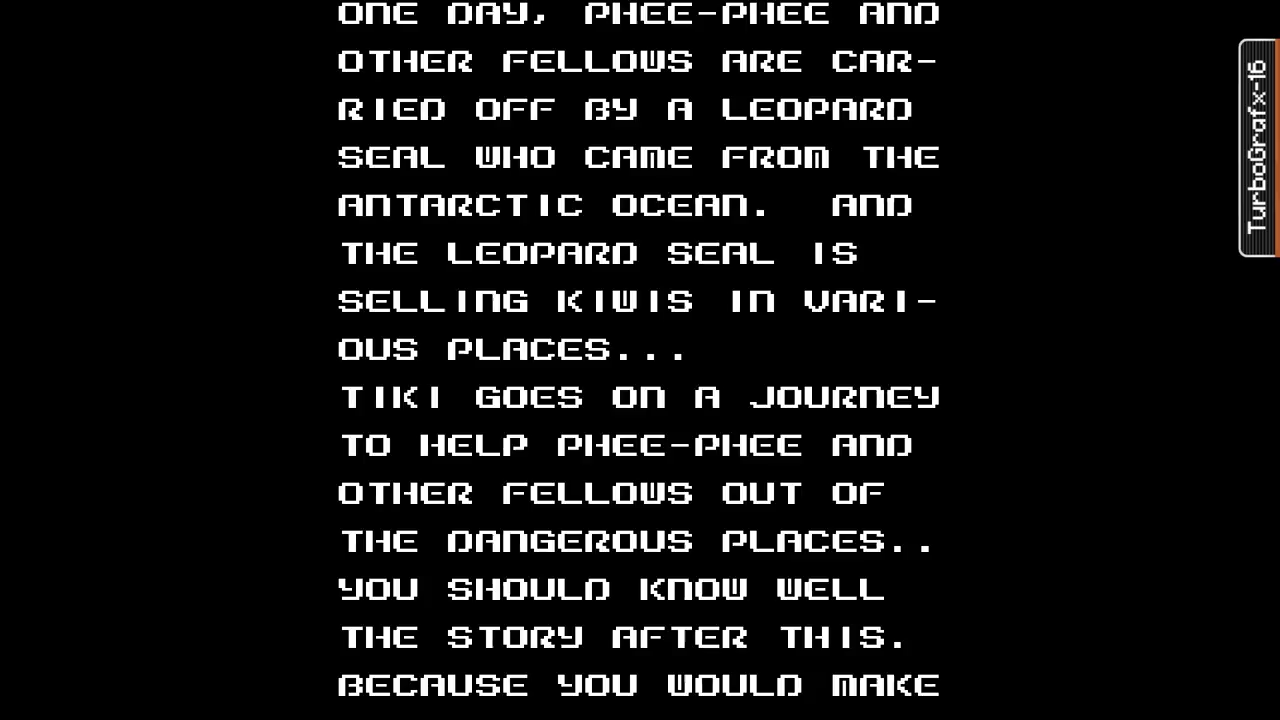 ONE DAY, PHEE-PHEE AND
OTHER FELLOWS ARE CAR-
RIED OFF BY A LEOPARD
SEAL WHO CAME FROM THE
ANTARCTIC OCEAN. AND
THE LEOPARD SEAL IS
SELLING KIWIS IN VARI-
OUS PLACES...
TIKI GOES ON A JOURNEY
TO HELP PHEE-PHEE AND
OTHER FELLOWS OUT OF
THE DANGEROUS PLACES..
YOU SHOULD KNOW WELL
THE STORY AFTER THIS.
BECAUSE YOU WOULD MAKE
TurboGrafx-16